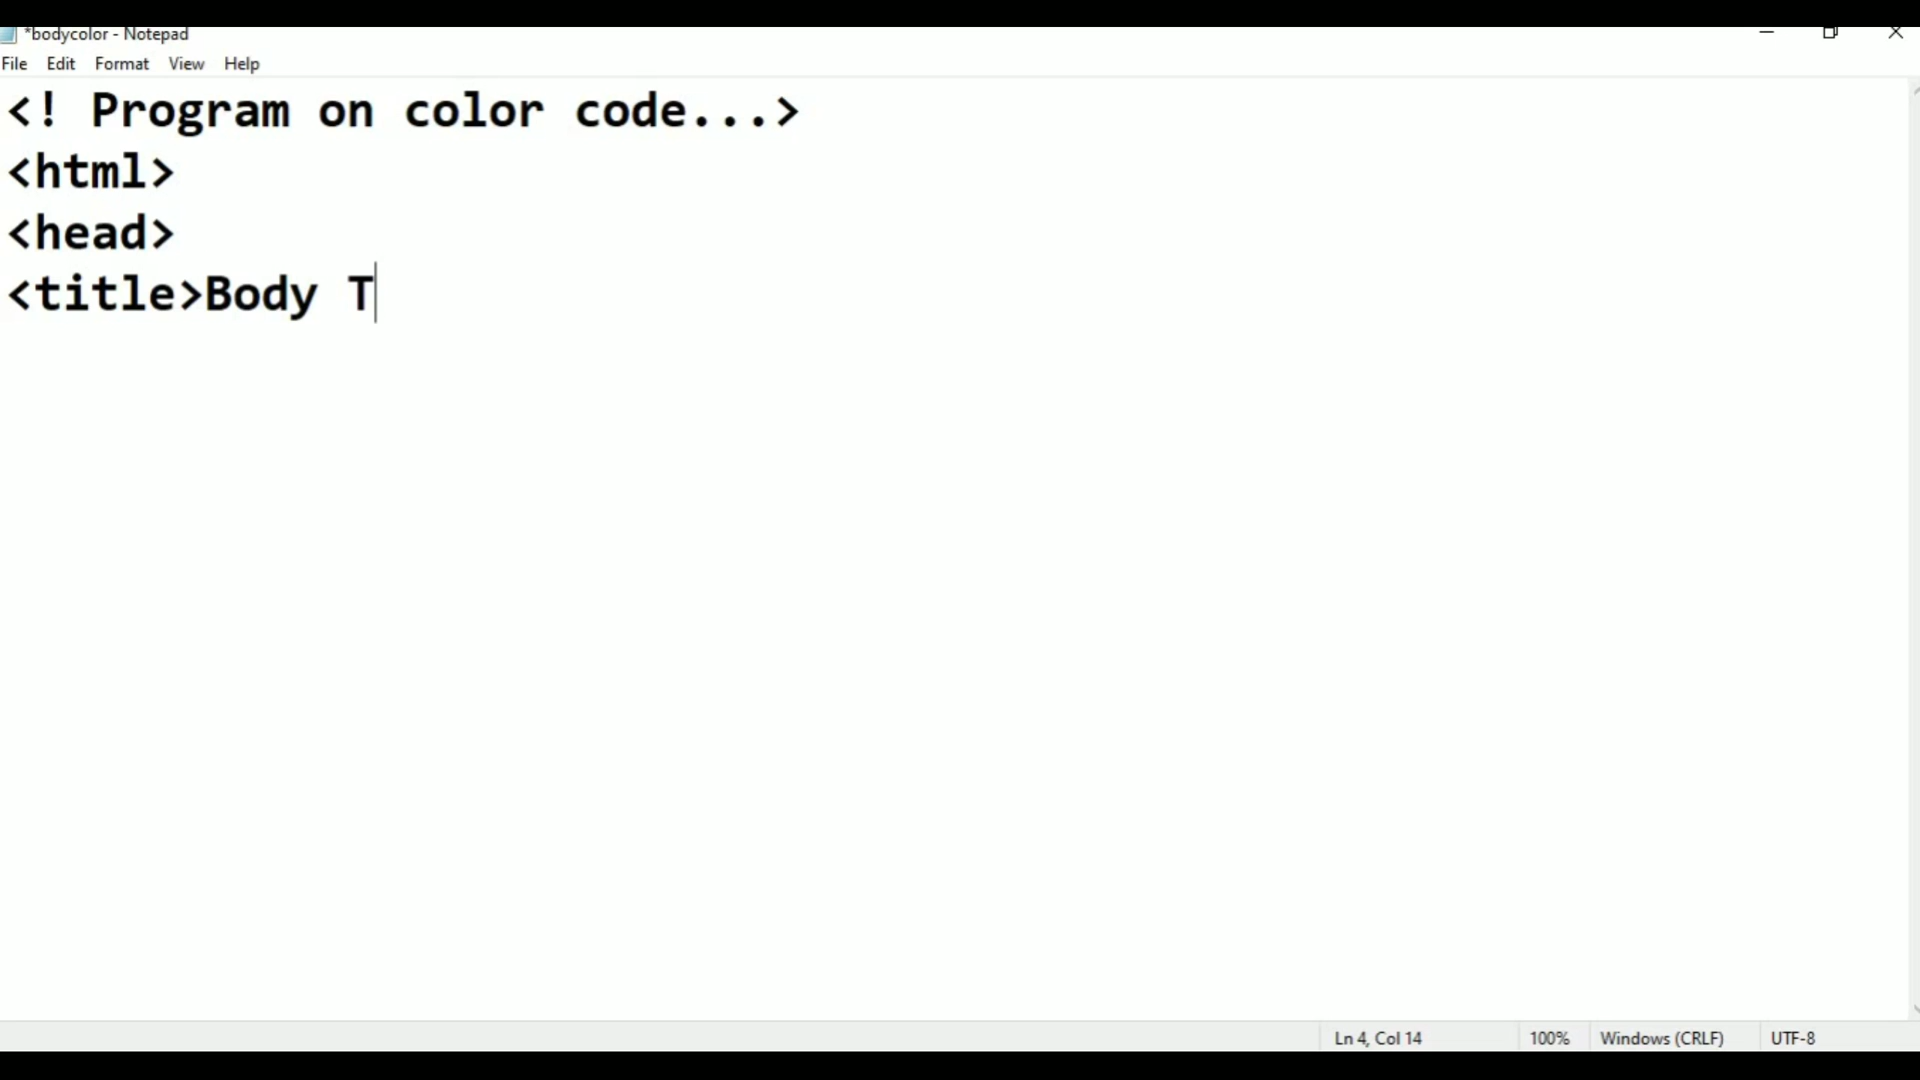 *bodycolor - Notepad
File Edit Format View Help
<! Program on color code...>
<html>
<head>
<title>Body T
Ln 4, Col 14 100% Windows (CRLF) UTF-8